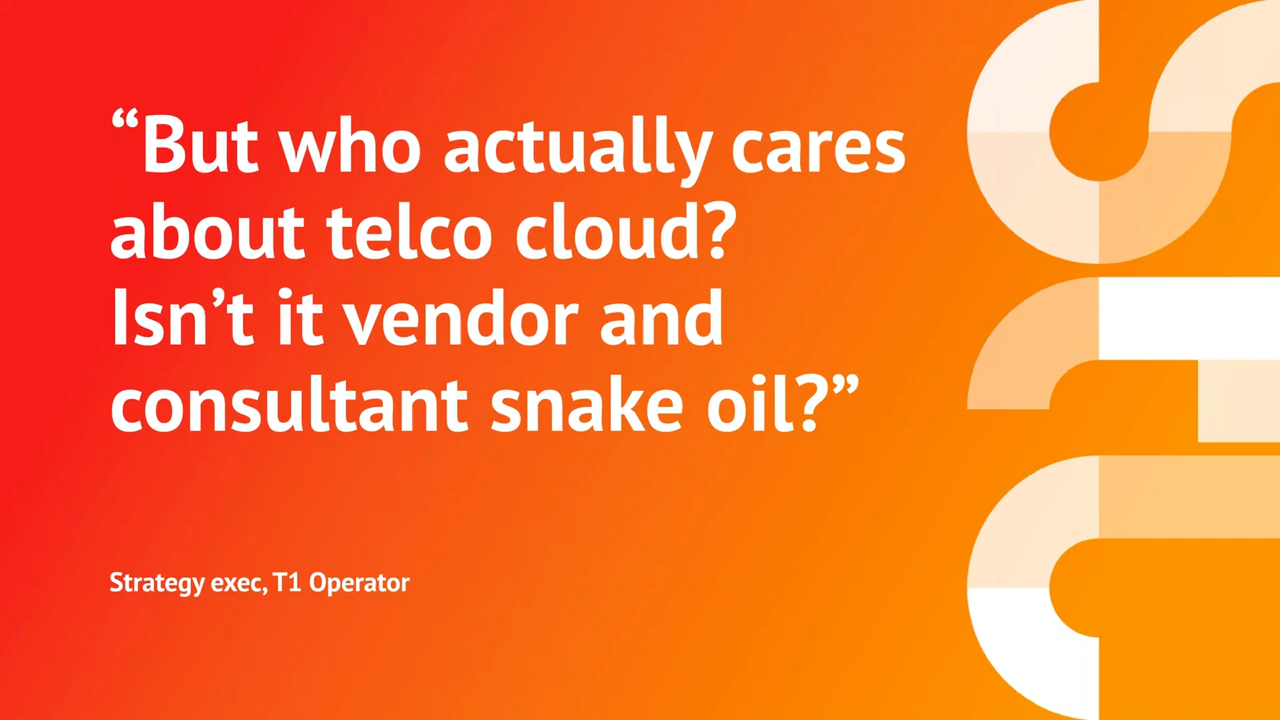 “But who actually cares
about telco cloud?
Isn’t it vendor and
consultant snake oil?”
Strategy exec, T1 Operator